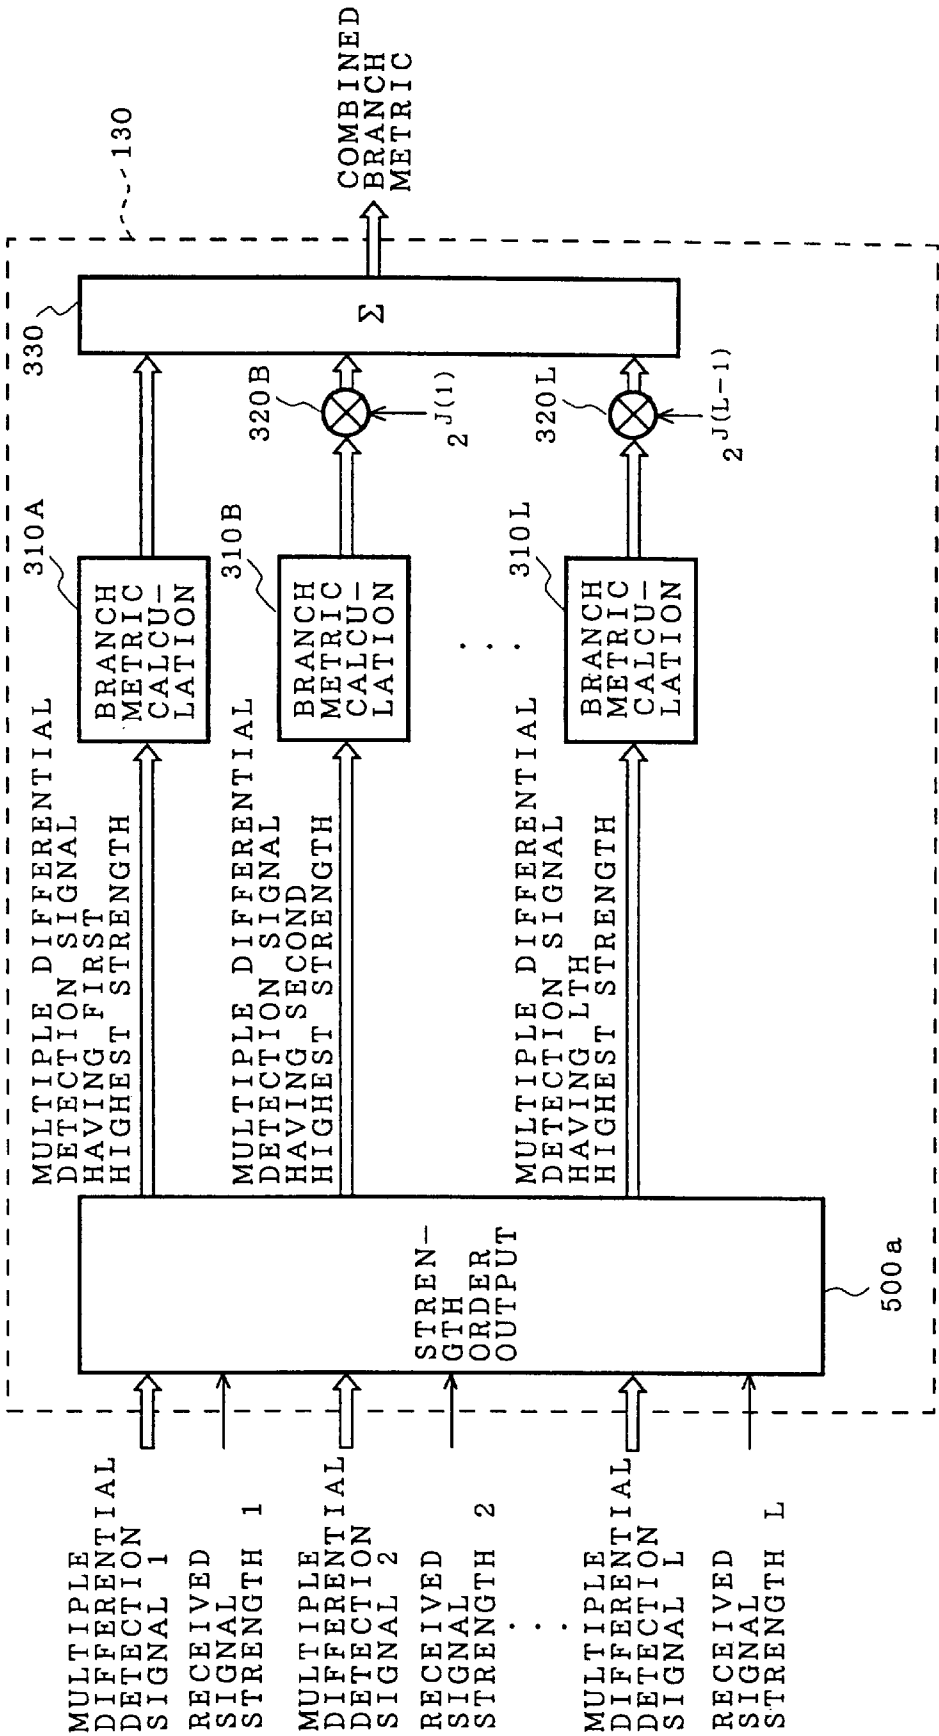 MULTIPLE
DIFFERENTIAL
DETECTION
SIGNAL 1
RECEIVED
SIGNAL
STRENGTH 1
MULTIPLE
DIFFERENTIAL
DETECTION
SIGNAL 2
RECEIVED
SIGNAL
STRENGTH 2
. . .
MULTIPLE
DIFFERENTIAL
DETECTION
SIGNAL L
RECEIVED
SIGNAL
STRENGTH L
STREN-
GTH
ORDER
OUTPUT
500a
MULTIPLE DIFFERENTIAL
DETECTION SIGNAL
HAVING FIRST
HIGHEST STRENGTH
MULTIPLE DIFFERENTIAL
DETECTION SIGNAL
HAVING SECOND
HIGHEST STRENGTH
MULTIPLE DIFFERENTIAL
DETECTION SIGNAL
HAVING LTH
HIGHEST STRENGTH
310A
BRANCH
METRIC
CALCU-
LATION
310B
BRANCH
METRIC
CALCU-
LATION
. . .
310L
BRANCH
METRIC
CALCU-
LATION
320B
2^J(1)
320L
2^J(L-1)
330
Σ
130
COMBINED
BRANCH
METRIC